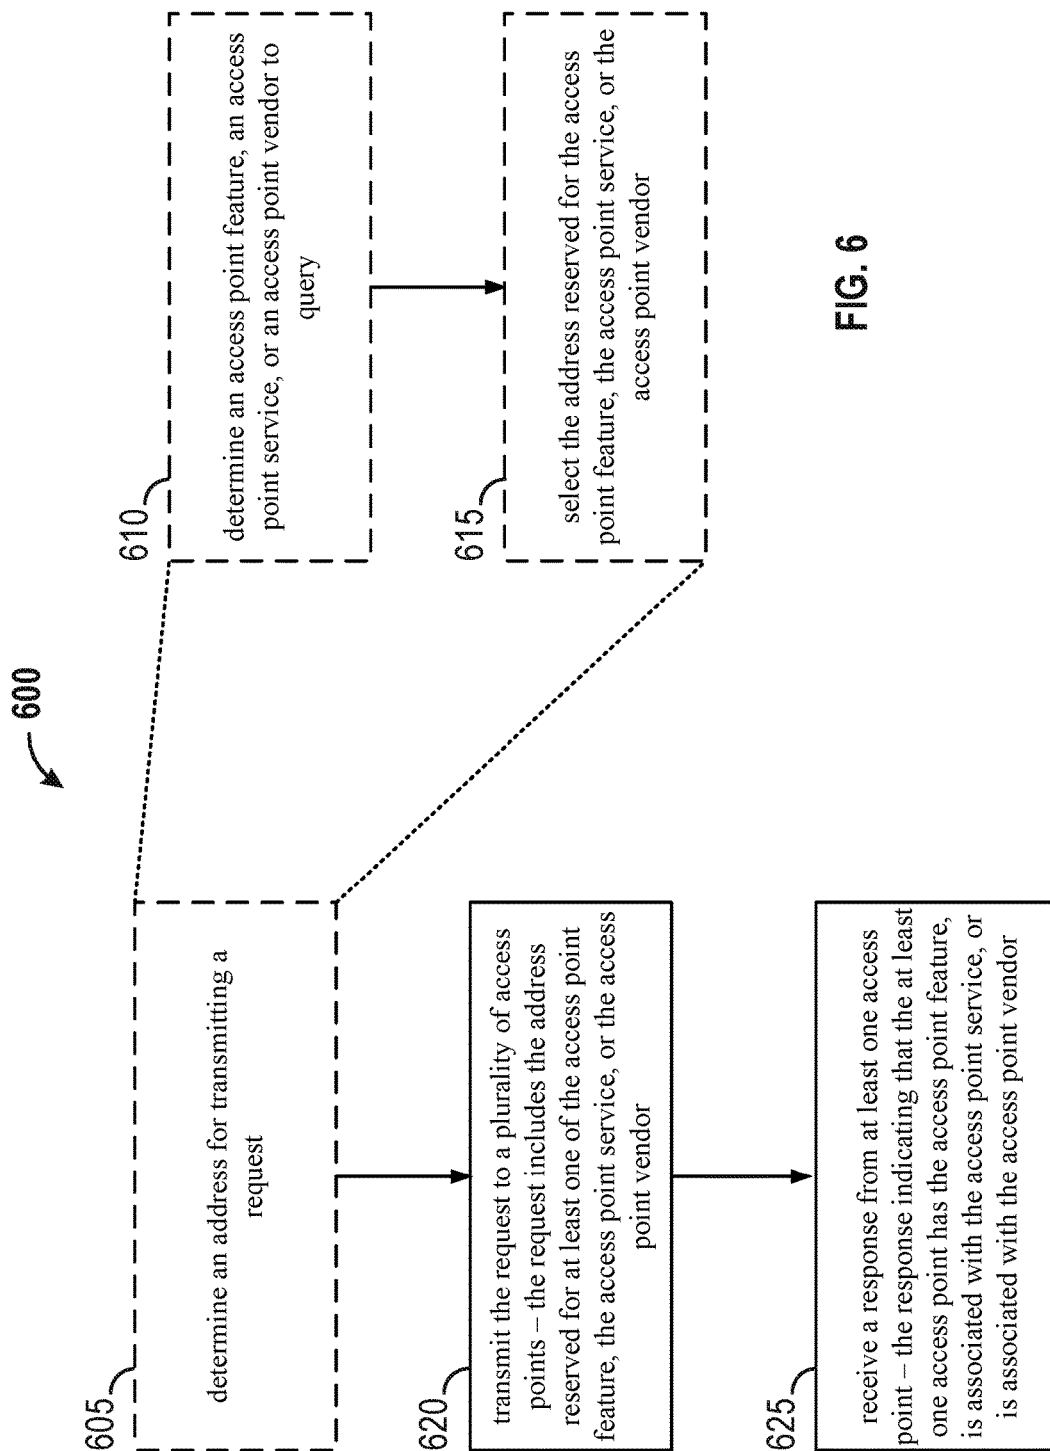 600
605
determine an address for transmitting a
request
610
determine an access point feature, an access
point service, or an access point vendor to
query
615
select the address reserved for the access
point feature, the access point service, or the
access point vendor
620
transmit the request to a plurality of access
points – the request includes the address
reserved for at least one of the access point
feature, the access point service, or the access
point vendor
625
receive a response from at least one access
point – the response indicating that the at least
one access point has the access point feature,
is associated with the access point service, or
is associated with the access point vendor
FIG. 6